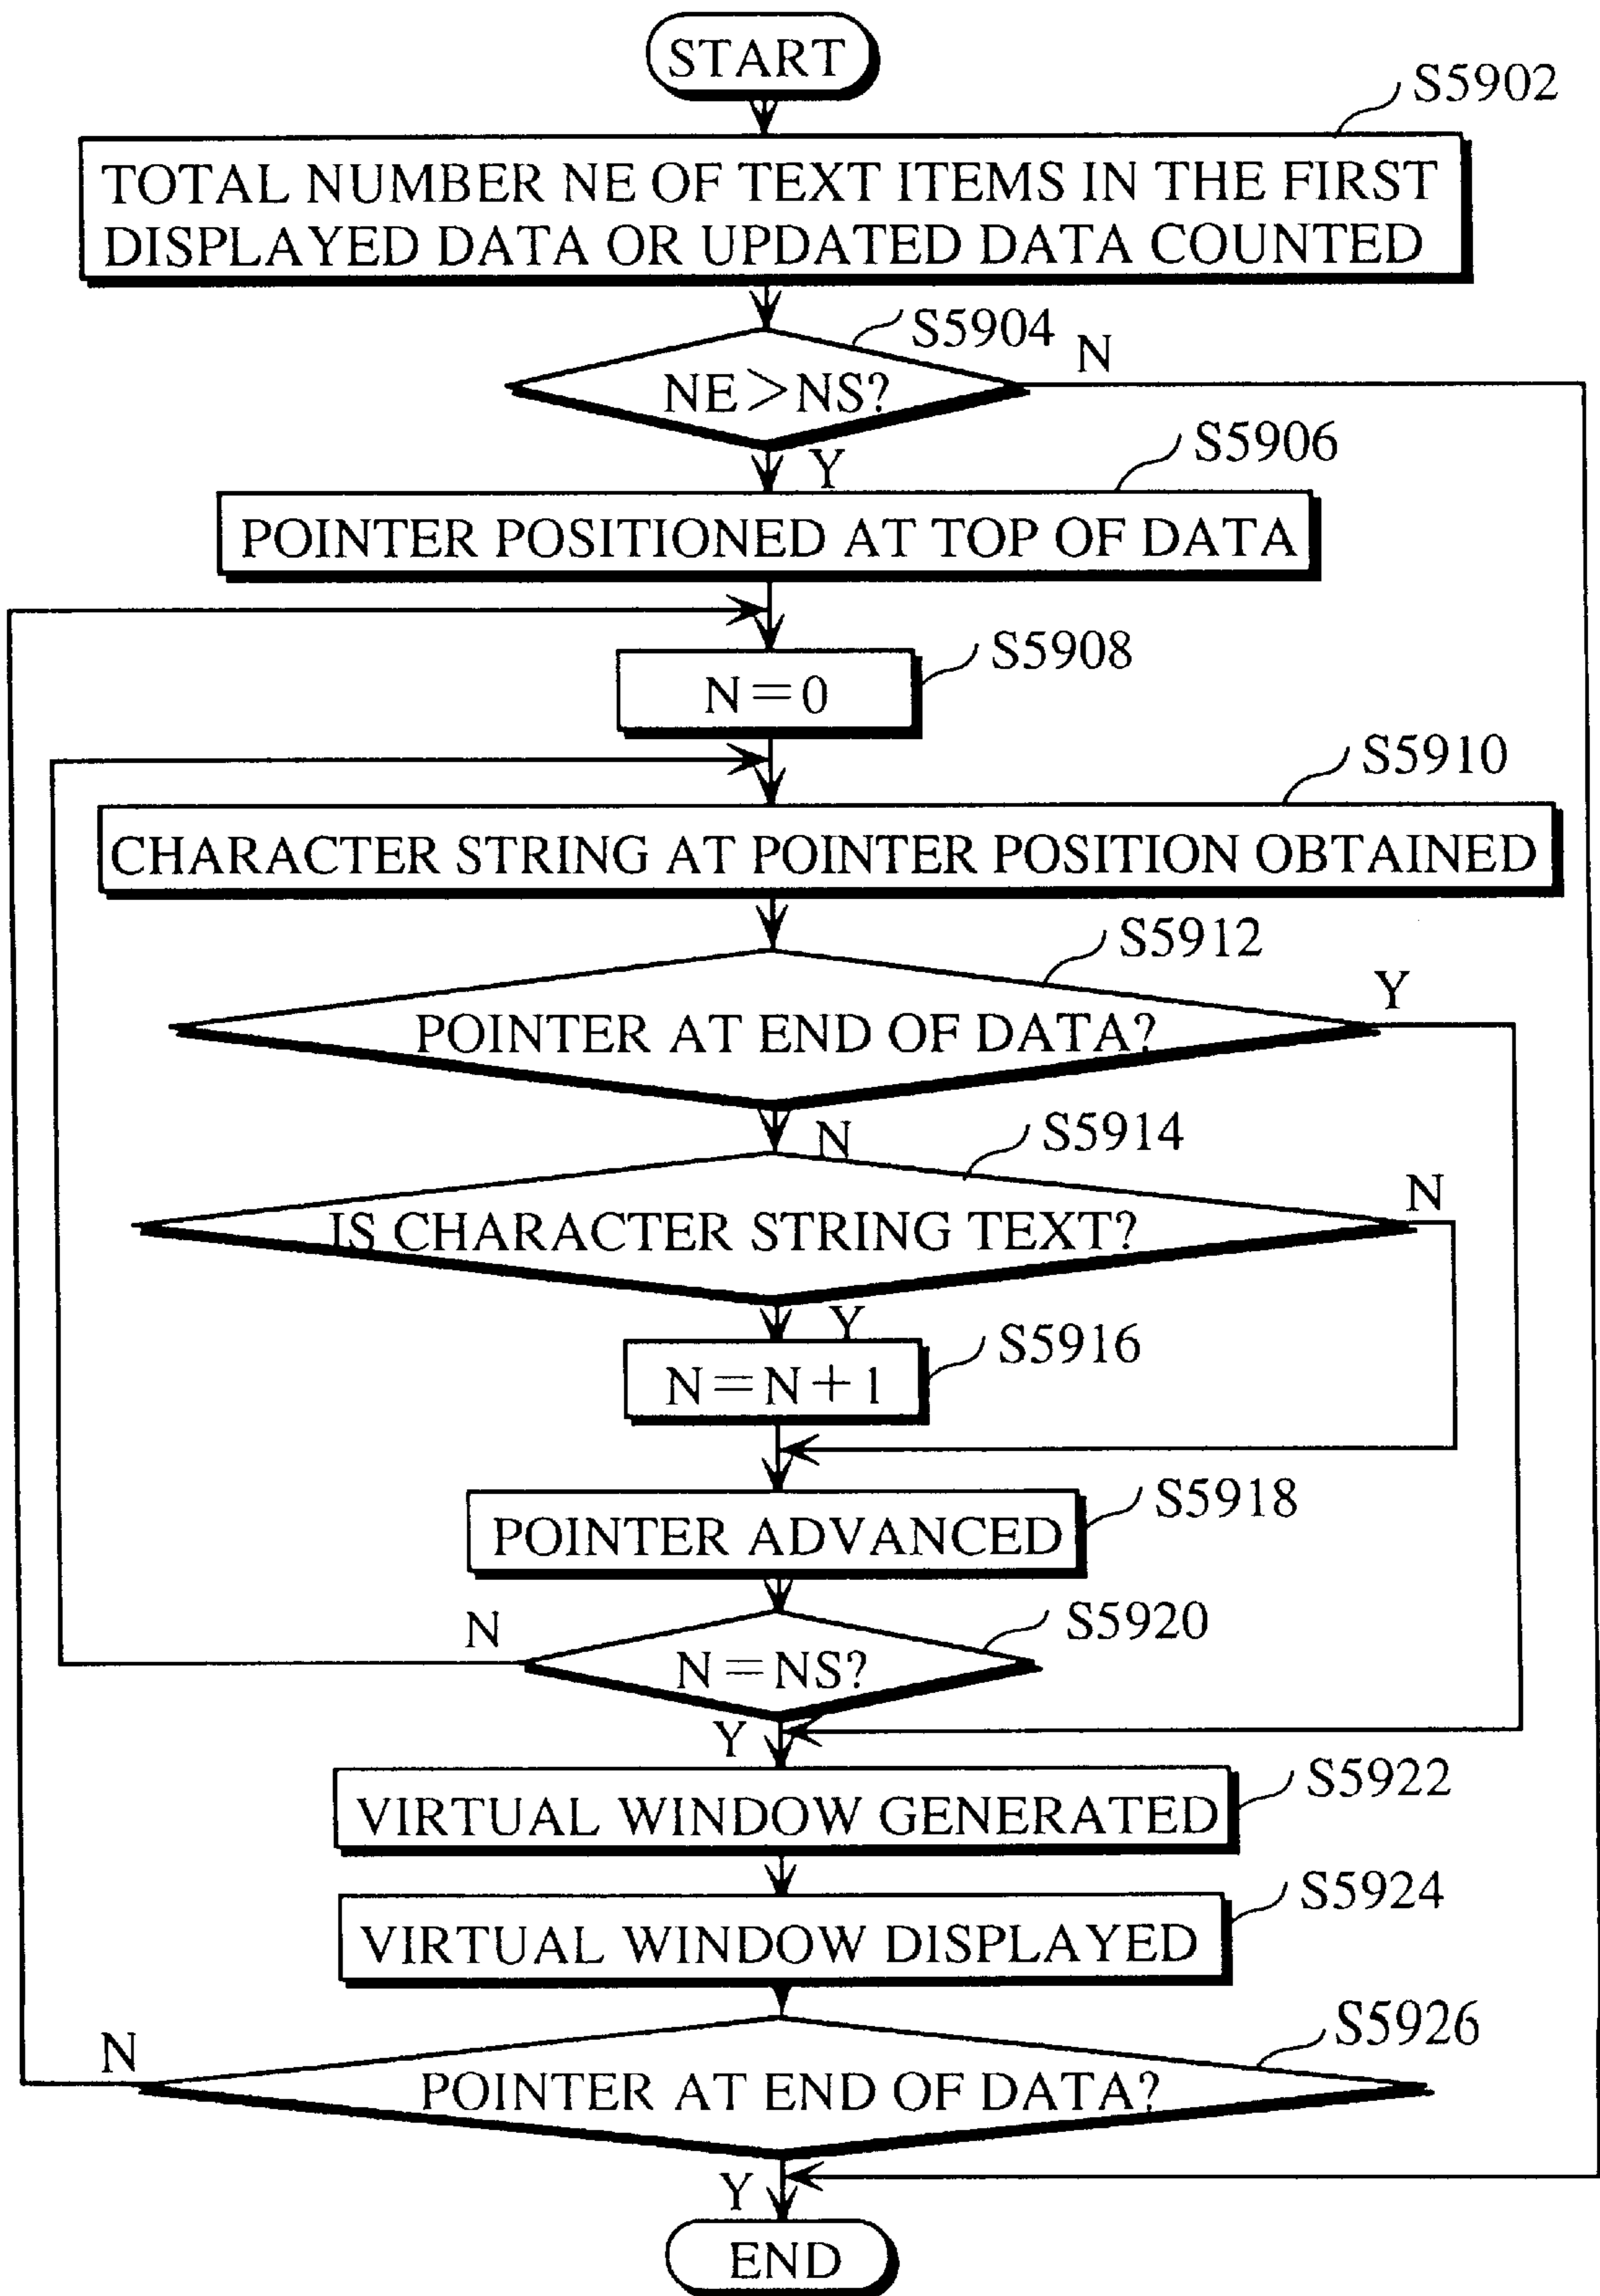 START
S5902
TOTAL NUMBER NE OF TEXT ITEMS IN THE FIRST
DISPLAYED DATA OR UPDATED DATA COUNTED
S5904
N
NE>NS?
Y
S5906
POINTER POSITIONED AT TOP OF DATA
S5908
N=0
S5910
CHARACTER STRING AT POINTER POSITION OBTAINED
S5912
Y
POINTER AT END OF DATA?
N
S5914
N
IS CHARACTER STRING TEXT?
Y
S5916
N=N+1
S5918
POINTER ADVANCED
N
S5920
N=NS?
Y
S5922
VIRTUAL WINDOW GENERATED
S5924
VIRTUAL WINDOW DISPLAYED
S5926
N
POINTER AT END OF DATA?
Y
END